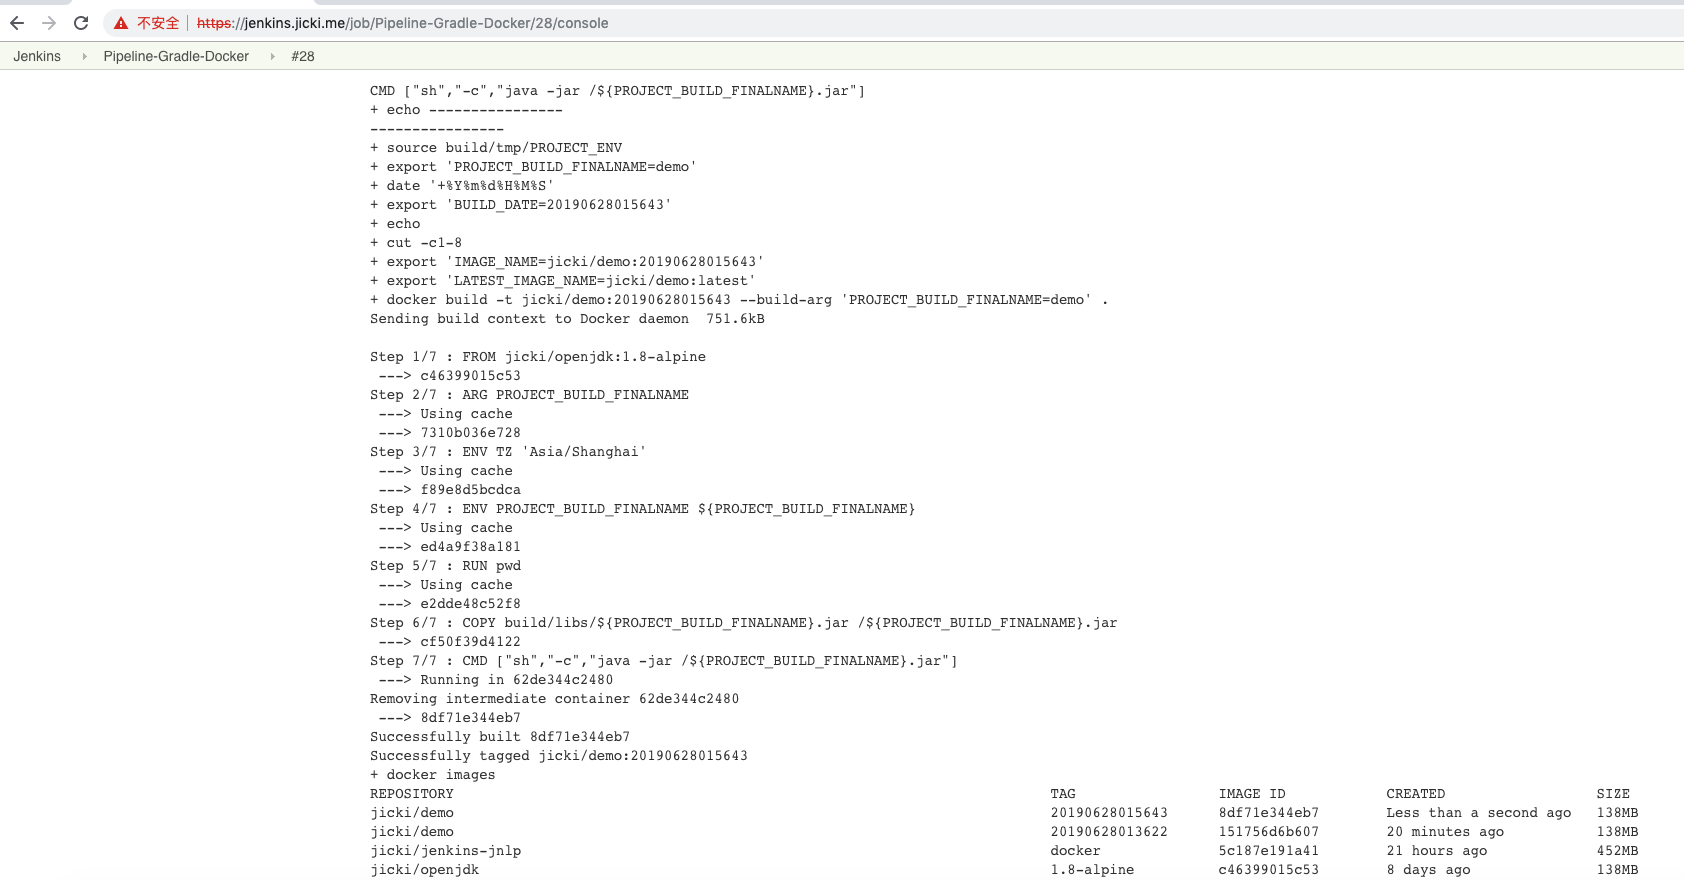 不安全 https://jenkins.jicki.me/job/Pipeline-Gradle-Docker/28/console
Jenkins Pipeline-Gradle-Docker #28
CMD ["sh","-c","java -jar /${PROJECT_BUILD_FINALNAME}.jar"]
+ echo ----------------
----------------
+ source build/tmp/PROJECT_ENV
+ export 'PROJECT_BUILD_FINALNAME=demo'
+ date '+%Y%m%d%H%M%S'
+ export 'BUILD_DATE=20190628015643'
+ echo
+ cut -c1-8
+ export 'IMAGE_NAME=jicki/demo:20190628015643'
+ export 'LATEST_IMAGE_NAME=jicki/demo:latest'
+ docker build -t jicki/demo:20190628015643 --build-arg 'PROJECT_BUILD_FINALNAME=demo' .
Sending build context to Docker daemon  751.6kB
Step 1/7 : FROM jicki/openjdk:1.8-alpine
 ---> c46399015c53
Step 2/7 : ARG PROJECT_BUILD_FINALNAME
 ---> Using cache
 ---> 7310b036e728
Step 3/7 : ENV TZ 'Asia/Shanghai'
 ---> Using cache
 ---> f89e8d5bcdca
Step 4/7 : ENV PROJECT_BUILD_FINALNAME ${PROJECT_BUILD_FINALNAME}
 ---> Using cache
 ---> ed4a9f38a181
Step 5/7 : RUN pwd
 ---> Using cache
 ---> e2dde48c52f8
Step 6/7 : COPY build/libs/${PROJECT_BUILD_FINALNAME}.jar /${PROJECT_BUILD_FINALNAME}.jar
 ---> cf50f39d4122
Step 7/7 : CMD ["sh","-c","java -jar /${PROJECT_BUILD_FINALNAME}.jar"]
 ---> Running in 62de344c2480
Removing intermediate container 62de344c2480
 ---> 8df71e344eb7
Successfully built 8df71e344eb7
Successfully tagged jicki/demo:20190628015643
+ docker images
REPOSITORY TAG IMAGE ID CREATED SIZE
jicki/demo 20190628015643 8df71e344eb7 Less than a second ago 138MB
jicki/demo 20190628013622 151756d6b607 20 minutes ago 138MB
jicki/jenkins-jnlp docker 5c187e191a41 21 hours ago 452MB
jicki/openjdk 1.8-alpine c46399015c53 8 days ago 138MB